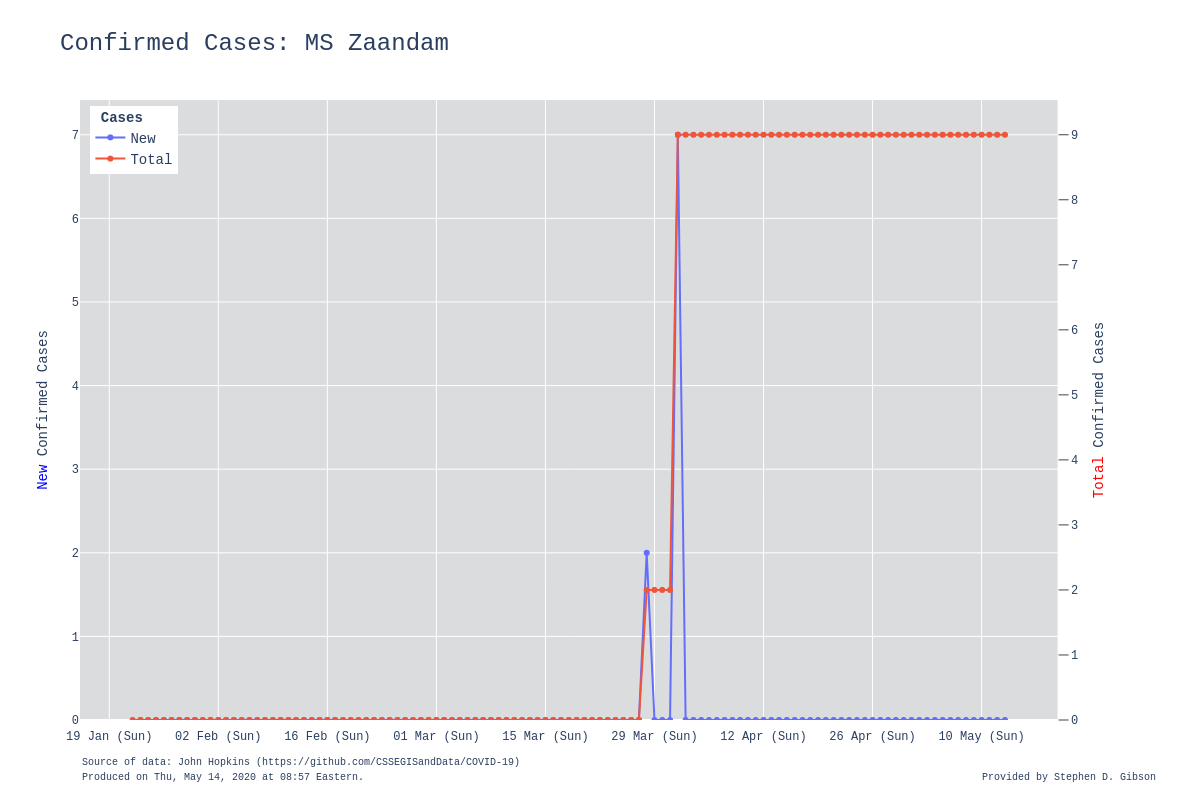 Confirmed Cases: MS Zaandam
Cases
New
Total
7
6
5
4
3
2
1
0
New Confirmed Cases
9
8
7
6
5
4
3
2
1
0
Total Confirmed Cases
19 Jan (Sun) 02 Feb (Sun) 16 Feb (Sun) 01 Mar (Sun) 15 Mar (Sun) 29 Mar (Sun) 12 Apr (Sun) 26 Apr (Sun) 10 May (Sun)
Source of data: John Hopkins (https://github.com/CSSEGISandData/COVID-19)
Produced on Thu, May 14, 2020 at 08:57 Eastern.
Provided by Stephen D. Gibson